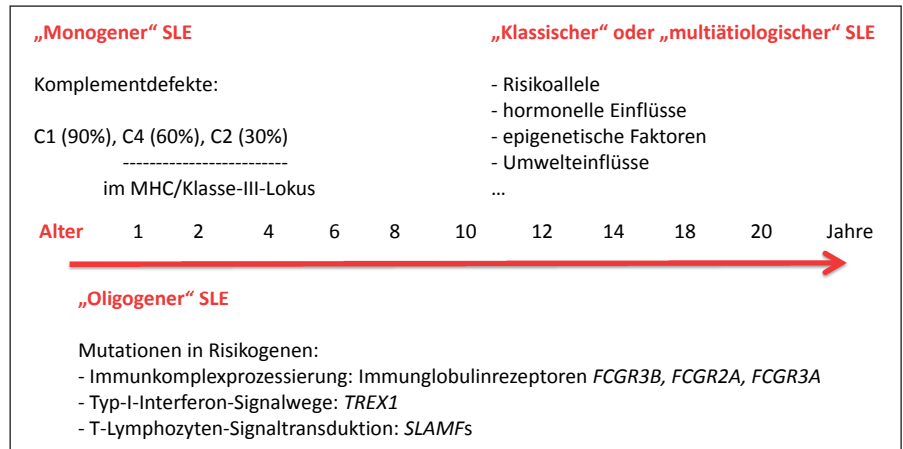 „Monogener“ SLE
Komplementdefekte:
C1 (90%), C4 (60%), C2 (30%)
-------------------------
im MHC/Klasse-III-Lokus
„Klassischer“ oder „multiätiologischer“ SLE
- Risikoallele
- hormonelle Einflüsse
- epigenetische Faktoren
- Umwelteinflüsse
...
Alter 1 2 4 6 8 10 12 14 18 20 Jahre
„Oligogener“ SLE
Mutationen in Risikogenen:
- Immunkomplexprozessierung: Immunglobulinrezeptoren FCGR3B, FCGR2A, FCGR3A
- Typ-I-Interferon-Signalwege: TREX1
- T-Lymphozyten-Signaltransduktion: SLAMFs